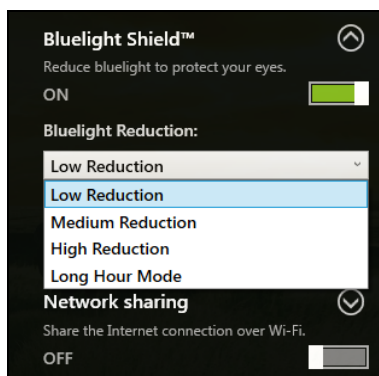 Bluelight Shield™
Reduce bluelight to protect your eyes.
ON
Bluelight Reduction:
Low Reduction
Low Reduction
Medium Reduction
High Reduction
Long Hour Mode
Network sharing
Share the Internet connection over Wi-Fi.
OFF